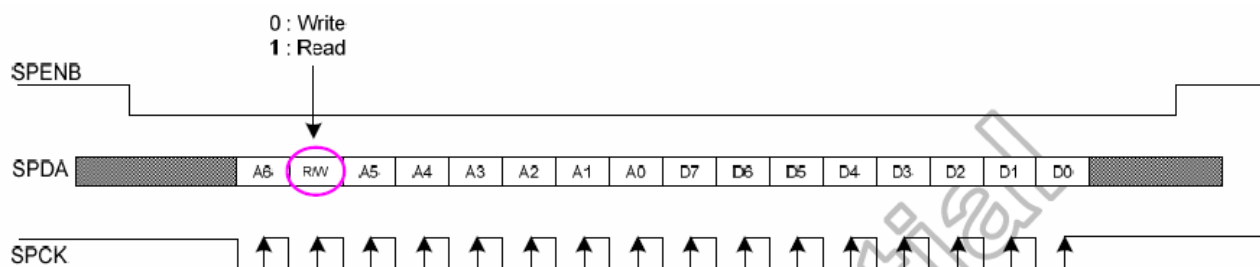 0 : Write
1 : Read
SPENB
SPDA A6 R/W A5 A4 A3 A2 A1 A0 D7 D6 D5 D4 D3 D2 D1 D0
SPCK
tial